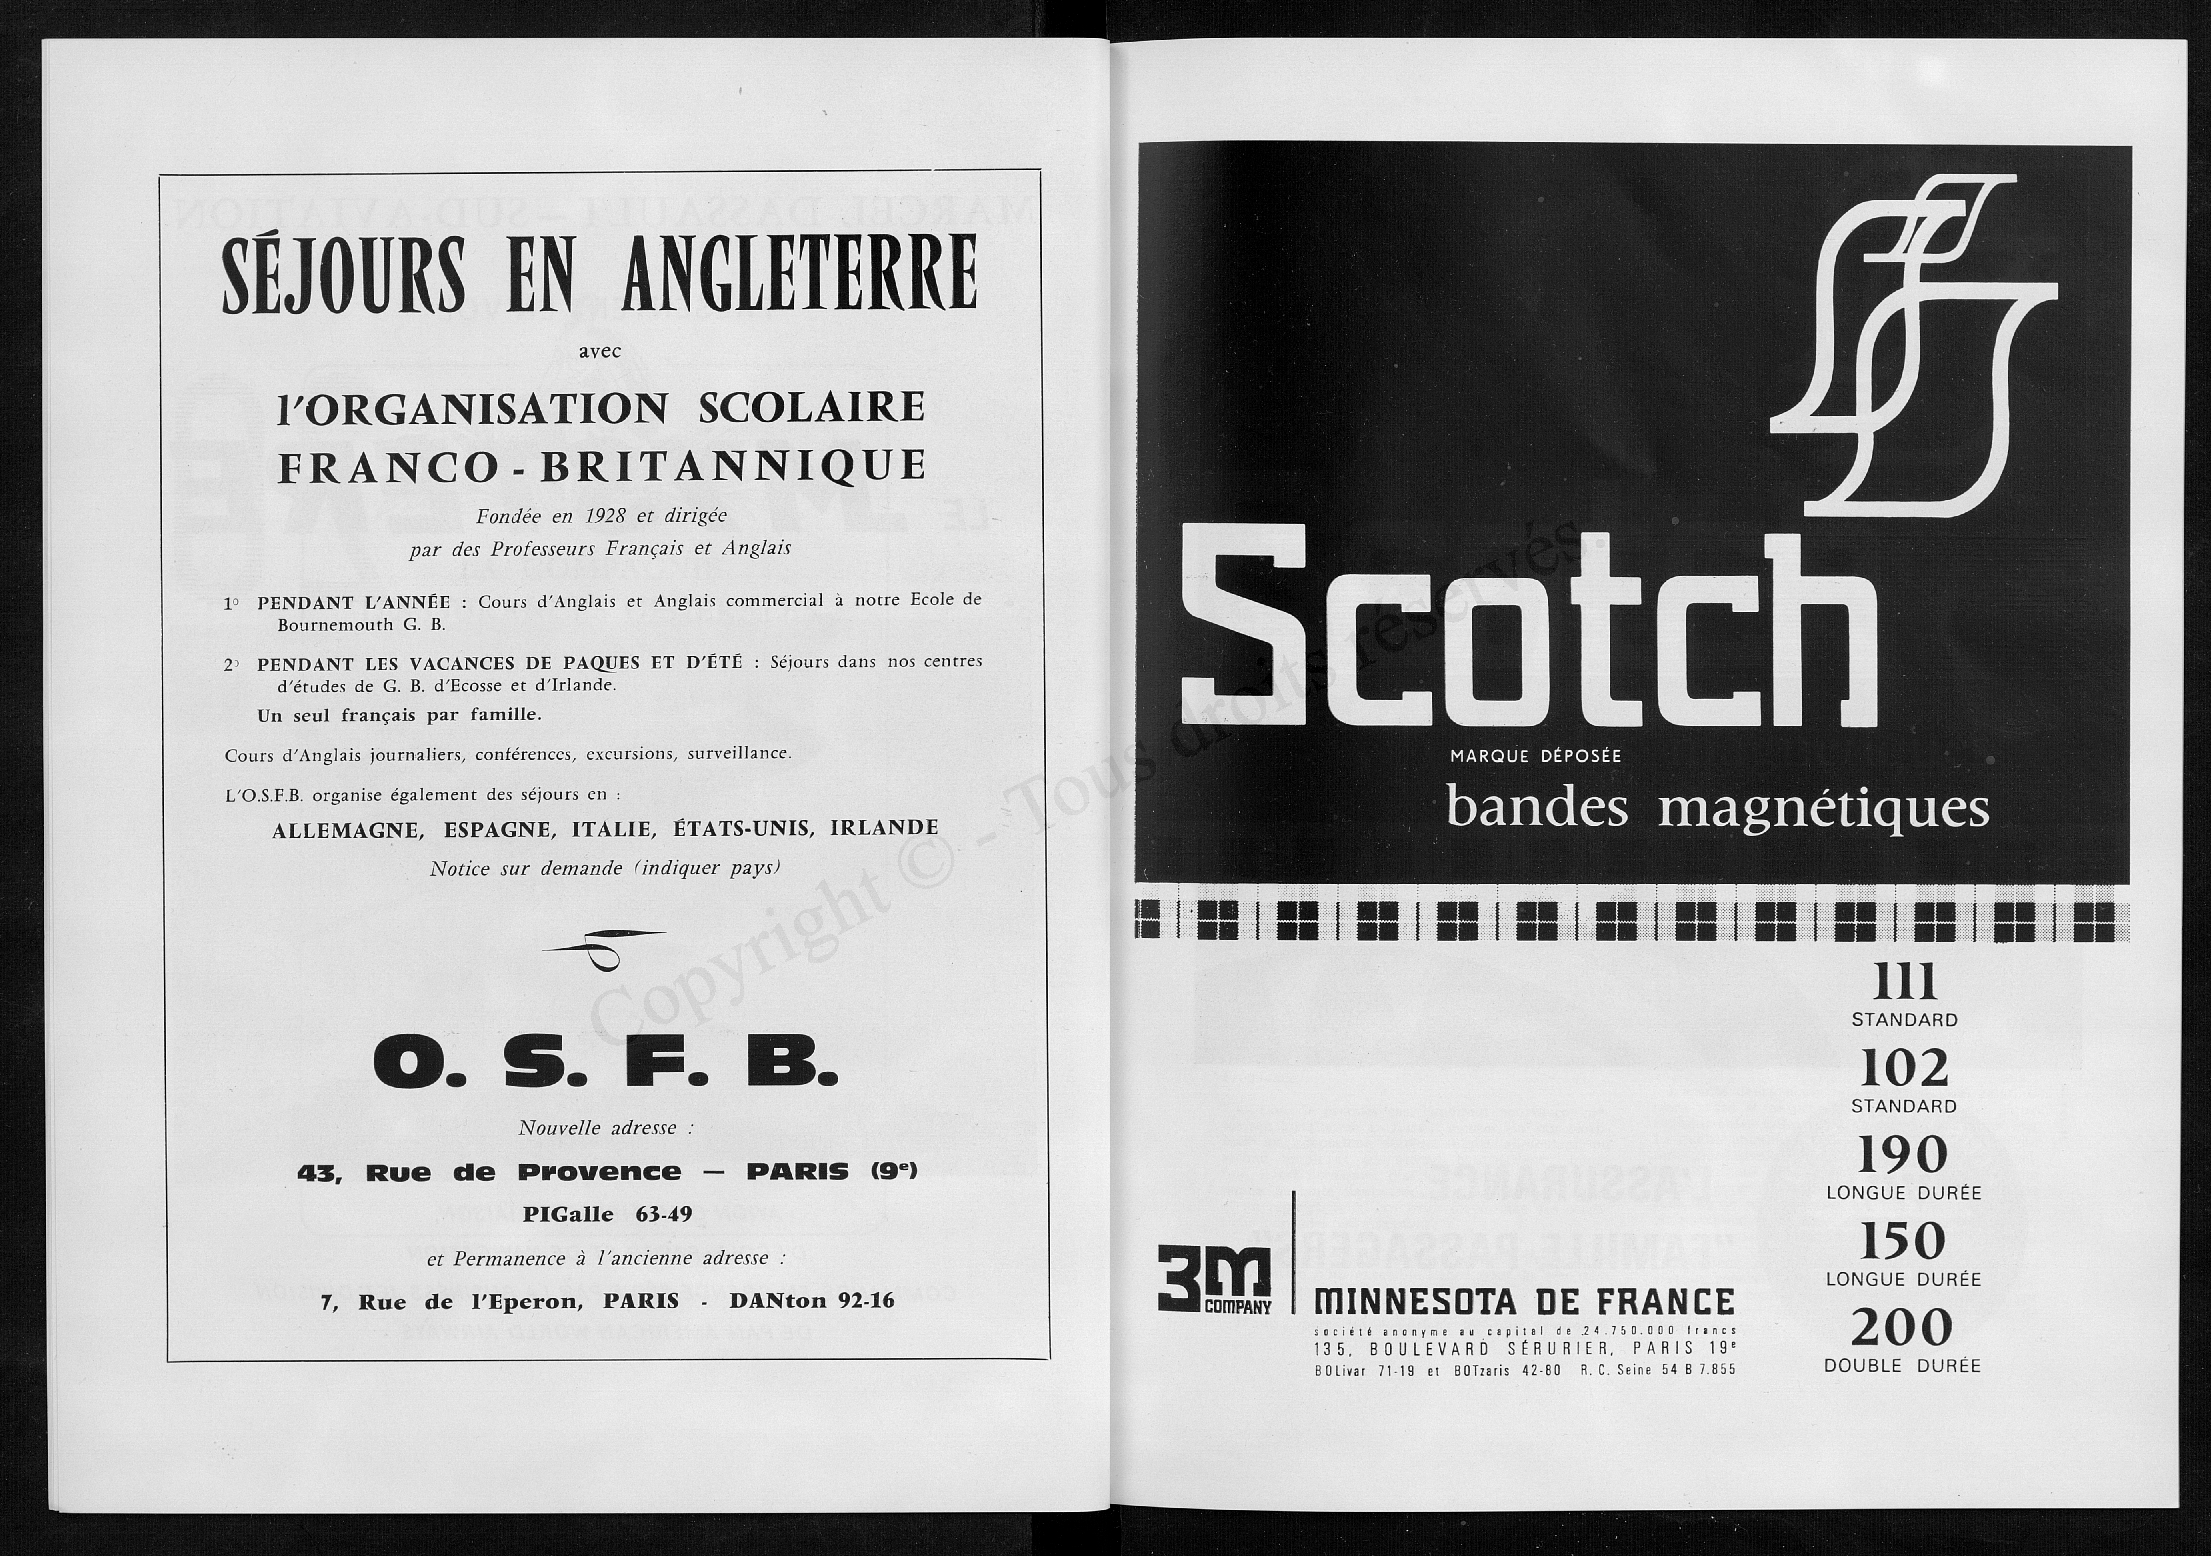 SÉJOURS EN ANGLETERRE
avec
l'ORGANISATION SCOLAIRE
FRANCO - BRITANNIQUE
Fondée en 1928 et dirigée
par des Professeurs Français et Anglais
1° PENDANT L'ANNÉE : Cours d'Anglais et Anglais commercial à notre Ecole de
Bournemouth G. B.
2° PENDANT LES VACANCES DE PAQUES ET D'ÉTÉ : Séjours dans nos centres
d'études de G. B. d'Ecosse et d'Irlande.
Un seul français par famille.
Cours d'Anglais journaliers, conférences, excursions, surveillance.
L'O.S.F.B. organise également des séjours en :
ALLEMAGNE, ESPAGNE, ITALIE, ÉTATS-UNIS, IRLANDE
Notice sur demande (indiquer pays)
O. S. F. B.
Nouvelle adresse :
43, Rue de Provence — PARIS (9e)
PIGalle 63-49
et Permanence à l'ancienne adresse :
7, Rue de l'Eperon, PARIS - DANton 92-16
Copyright © - Tous droits réservés.
Scotch
MARQUE DÉPOSÉE
bandes magnétiques
111
STANDARD
102
STANDARD
190
LONGUE DURÉE
150
LONGUE DURÉE
200
DOUBLE DURÉE
3M
COMPANY
MINNESOTA DE FRANCE
société anonyme au capital de 24.750.000 francs
135, BOULEVARD SÉRURIER, PARIS 19e
BOLivar 71-19 et BOTzaris 42-80 R. C. Seine 54 B 7.855